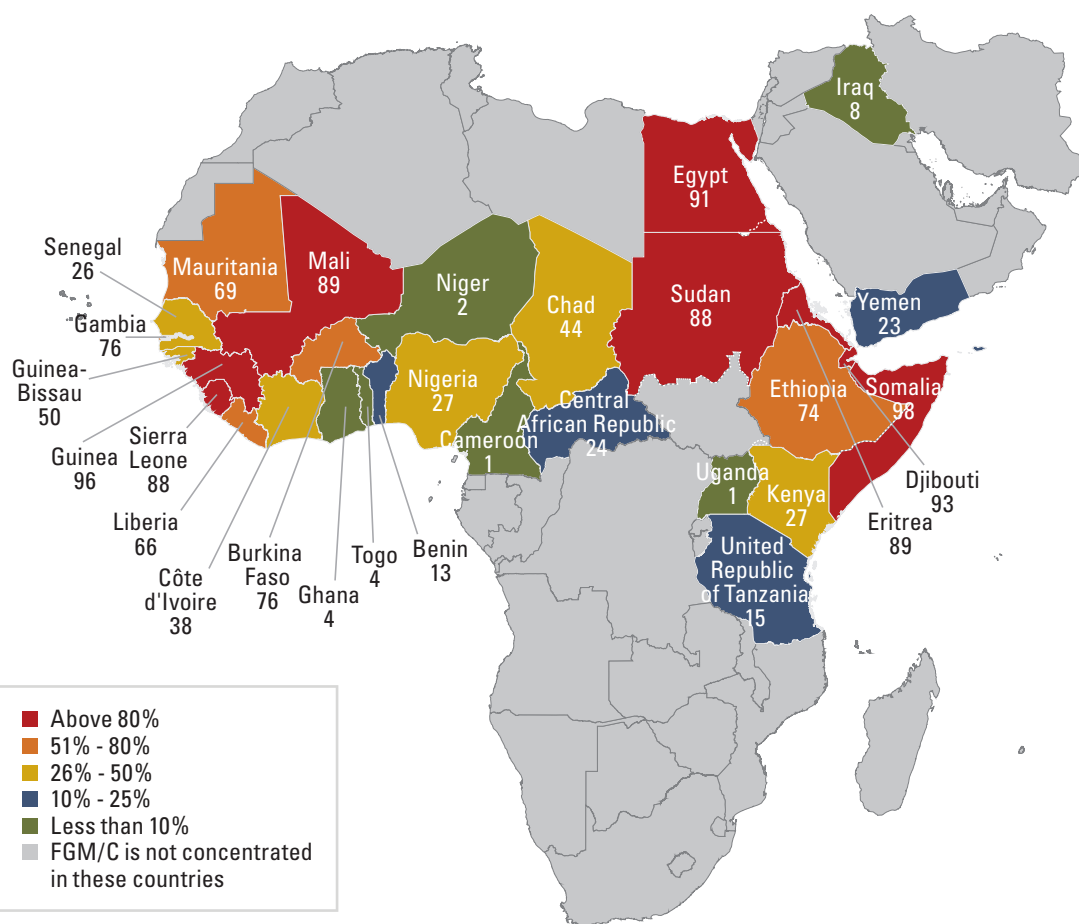 Iraq
8
Egypt
91
Senegal
26
Mauritania
69
Mali
89
Niger
2
Chad
44
Sudan
88
Yemen
23
Gambia
76
Guinea-
Bissau
50
Nigeria
27
Ethiopia
74
Somalia
98
Central
African Republic
24
Cameroon
1
Uganda
1
Kenya
27
Djibouti
93
Eritrea
89
Guinea
96
Sierra
Leone
88
Liberia
66
Côte
d'Ivoire
38
Burkina
Faso
76
Ghana
4
Togo
4
Benin
13
United
Republic
of Tanzania
15
Above 80%
51% - 80%
26% - 50%
10% - 25%
Less than 10%
FGM/C is not concentrated
in these countries